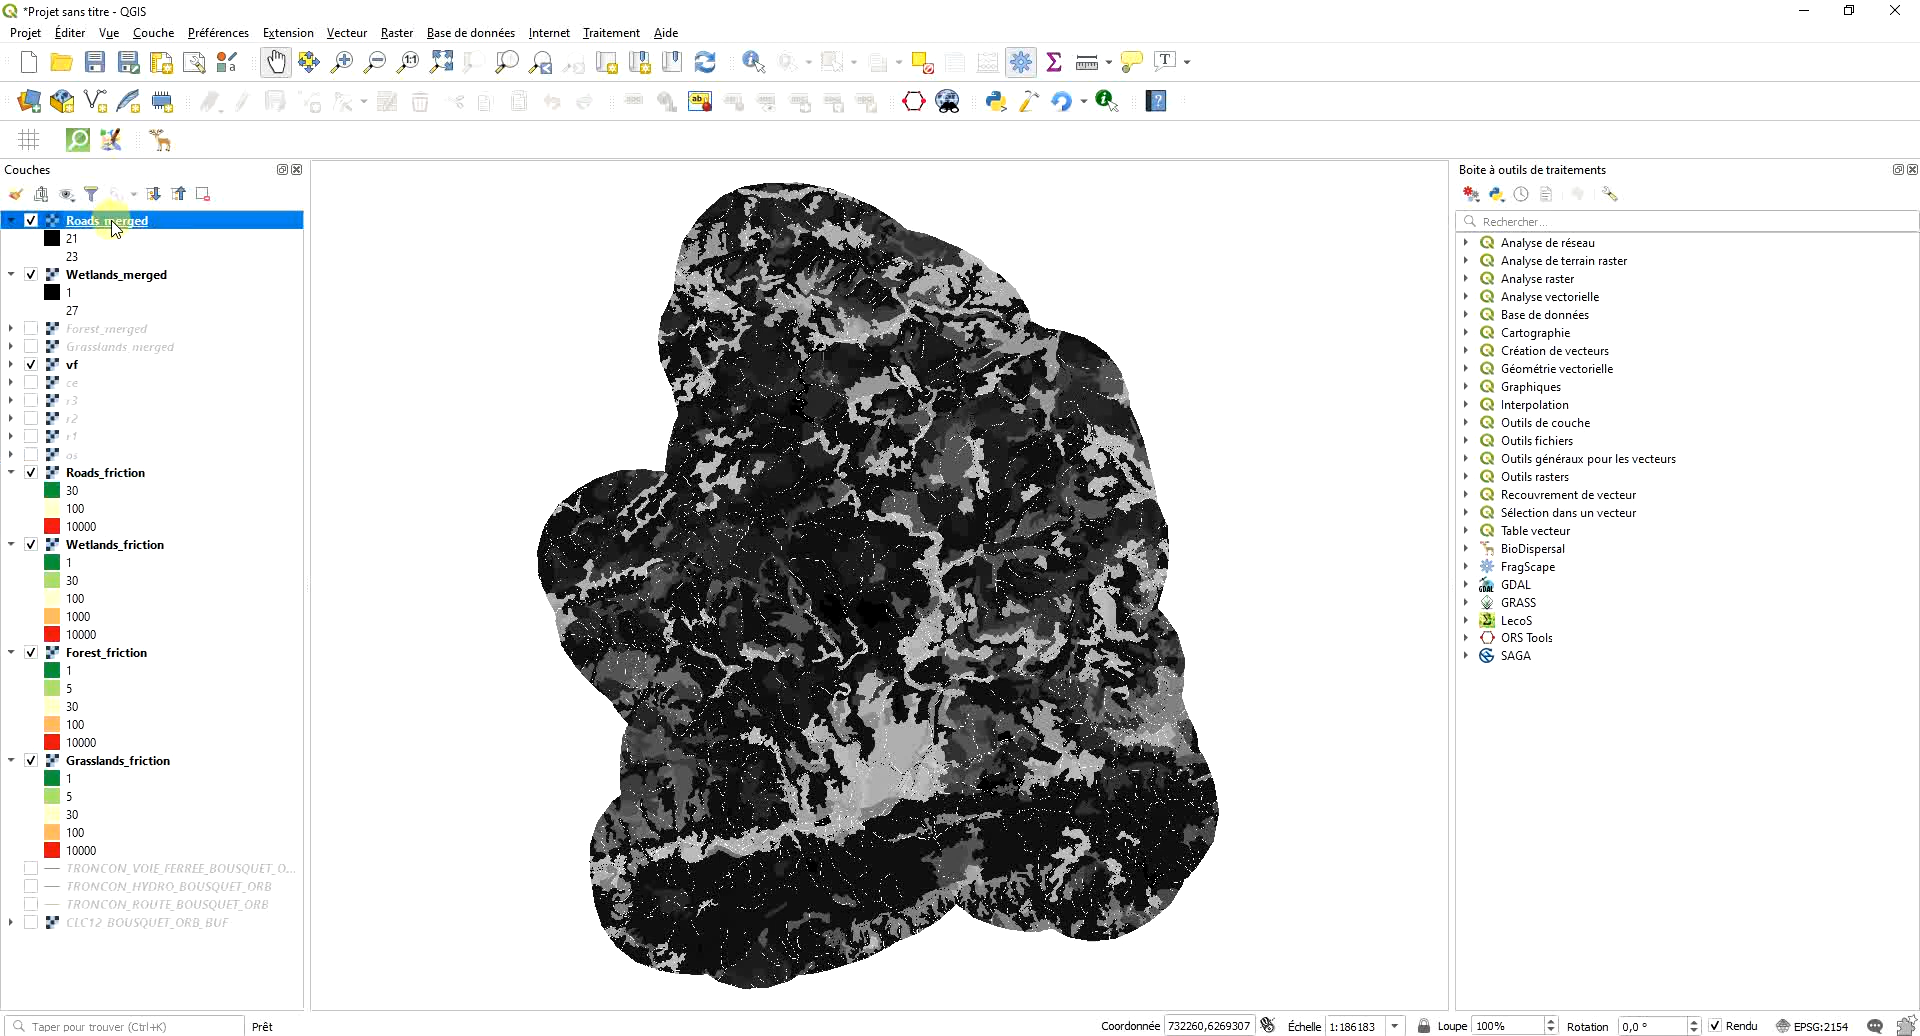 *Projet sans titre - QGIS
Projet Éditer Vue Couche Préférences Extension Vecteur Raster Base de données Internet Traitement Aide
Couches
Roads_merged
21
23
Wetlands_merged
1
27
Forest_merged
Grasslands_merged
vf
ce
r3
r2
r1
os
Roads_friction
30
100
10000
Wetlands_friction
1
30
100
1000
10000
Forest_friction
1
5
30
100
10000
Grasslands_friction
1
5
30
100
10000
TRONCON_VOIE_FERREE_BOUSQUET_O...
TRONCON_HYDRO_BOUSQUET_ORB
TRONCON_ROUTE_BOUSQUET_ORB
CLC12_BOUSQUET_ORB_BUF
Boite à outils de traitements
Rechercher...
Analyse de réseau
Analyse de terrain raster
Analyse raster
Analyse vectorielle
Base de données
Cartographie
Création de vecteurs
Géométrie vectorielle
Graphiques
Interpolation
Outils de couche
Outils fichiers
Outils généraux pour les vecteurs
Outils rasters
Recouvrement de vecteur
Sélection dans un vecteur
Table vecteur
BioDispersal
FragScape
GDAL
GRASS
LecoS
ORS Tools
SAGA
Taper pour trouver (Ctrl+K) Prêt Coordonnée 732260,6269307 Échelle 1:186183 Loupe 100% Rotation 0,0 ° Rendu EPSG:2154